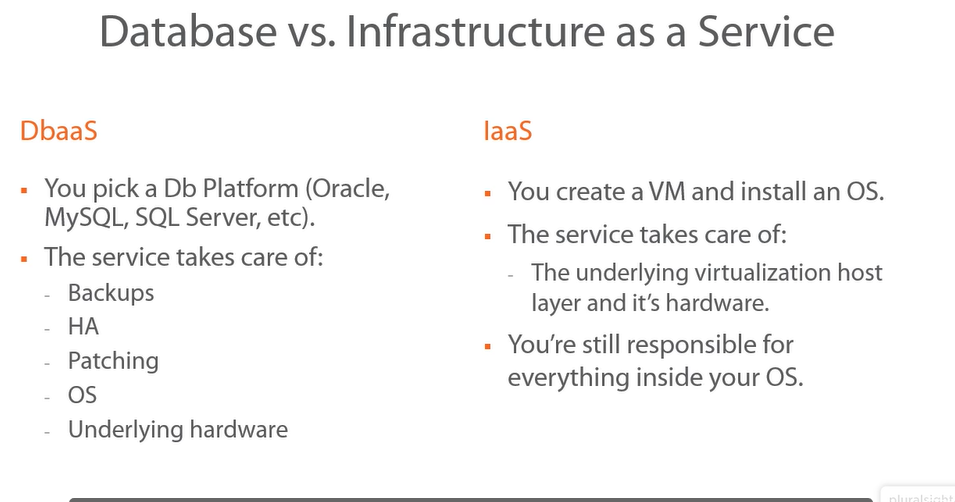 Database vs. Infrastructure as a Service
DbaaS
▪ You pick a Db Platform (Oracle,
MySQL, SQL Server, etc).
▪ The service takes care of:
- Backups
- HA
- Patching
- OS
- Underlying hardware
IaaS
▪ You create a VM and install an OS.
▪ The service takes care of:
- The underlying virtualization host
layer and it’s hardware.
▪ You’re still responsible for
everything inside your OS.
pluralsight